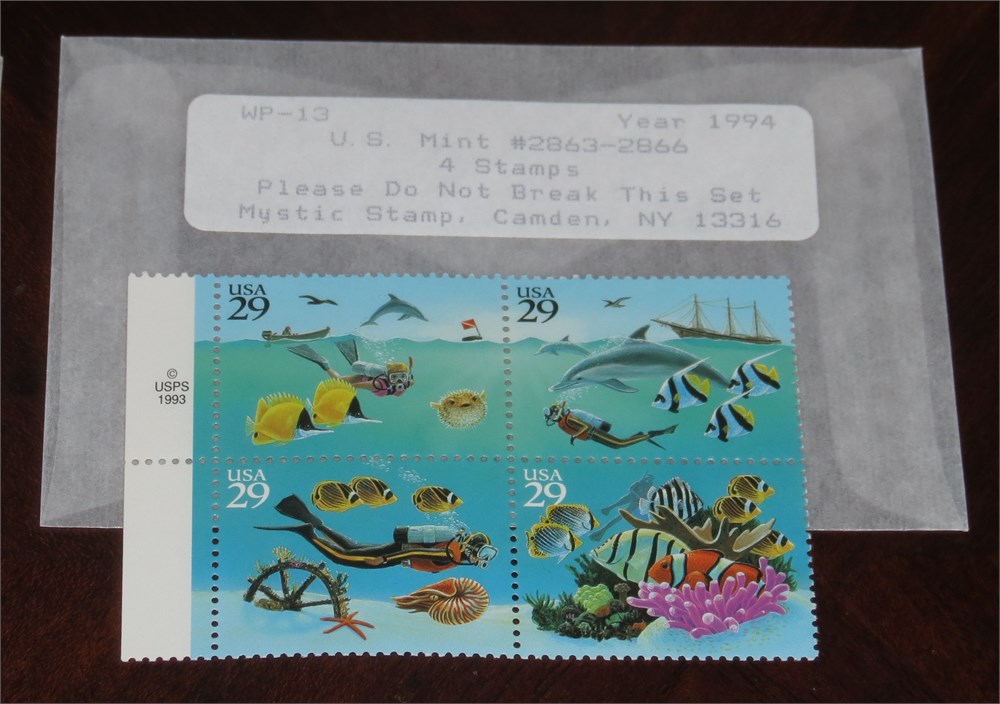 WP-13 Year 1994
U.S. Mint #2863-2866
4 Stamps
Please Do Not Break This Set
Mystic Stamp, Camden, NY 13316
USA
29
USA
29
©
USPS
1993
USA
29
USA
29